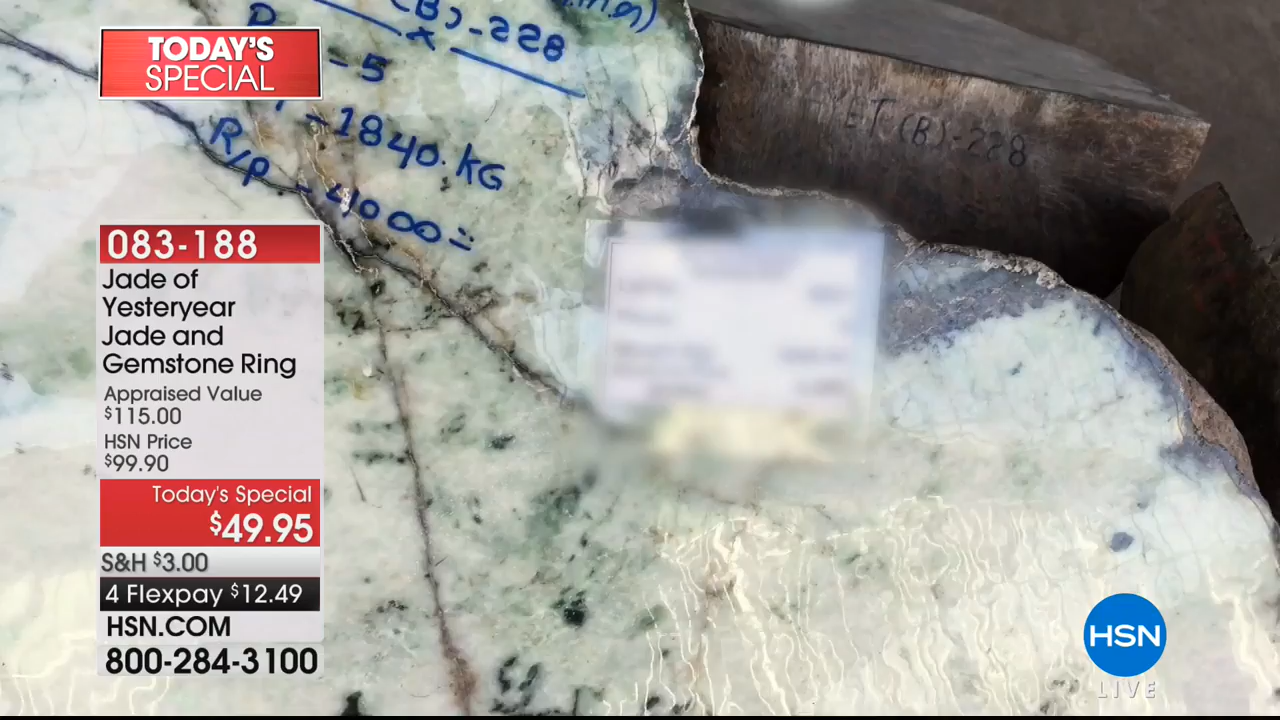 TODAY'S
SPECIAL
(B)-228
-5
-1840.KG
R/P -4000=
YET (B)-228
083-188
Jade of
Yesteryear
Jade and
Gemstone Ring
Appraised Value
$115.00
HSN Price
$99.90
Today's Special
$49.95
S&H $3.00
4 Flexpay $12.49
HSN.COM
800-284-3100
HSN
LIVE